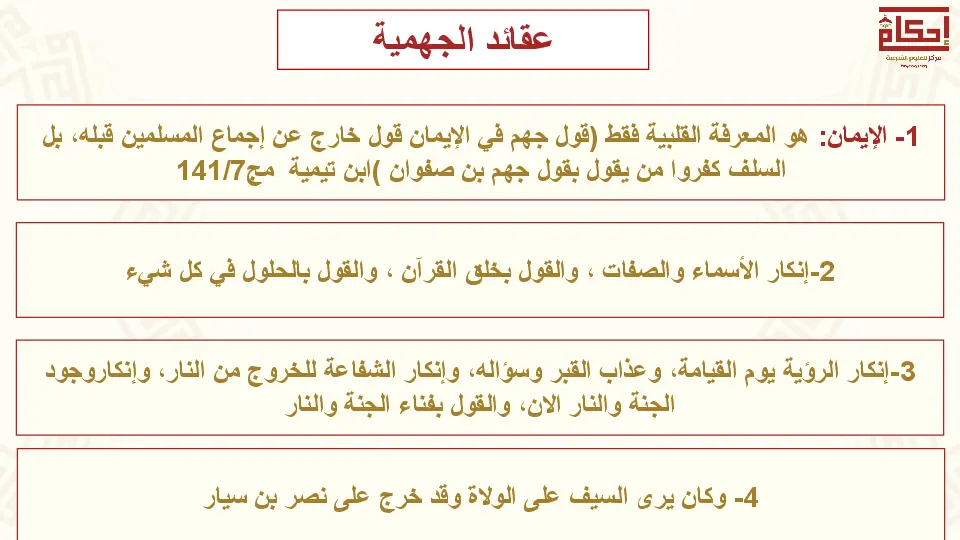 عقائد الجهمية
إحكام
مركز للعلوم الشرعية
1- الإيمان: هو المعرفة القلبية فقط (قول جهم في الإيمان قول خارج عن إجماع المسلمين قبله، بل
السلف كفروا من يقول بقول جهم بن صفوان )ابن تيمية مج141/7
2-إنكار الأسماء والصفات ، والقول بخلق القرآن ، والقول بالحلول في كل شيء
3-إنكار الرؤية يوم القيامة، وعذاب القبر وسؤاله، وإنكار الشفاعة للخروج من النار، وإنكاروجود
الجنة والنار الان، والقول بفناء الجنة والنار
4- وكان يرى السيف على الولاة وقد خرج على نصر بن سيار